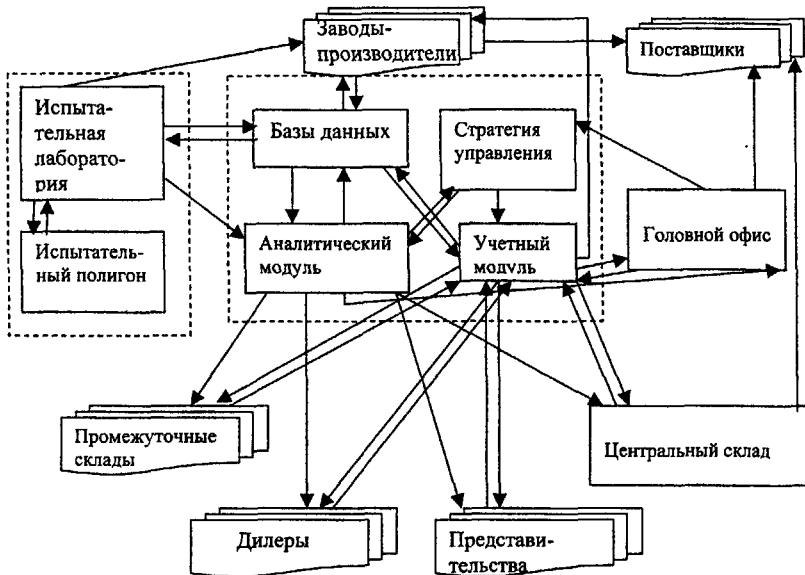 Заводы-
производители
Поставщики
Испыта-
тельная
лаборато-
рия
Базы данных
Стратегия
управления
Испытатель-
ный полигон
Аналитический
модуль
Учетный
модуль
Головной офис
Промежуточные
склады
Центральный склад
Дилеры
Представи-
тельства